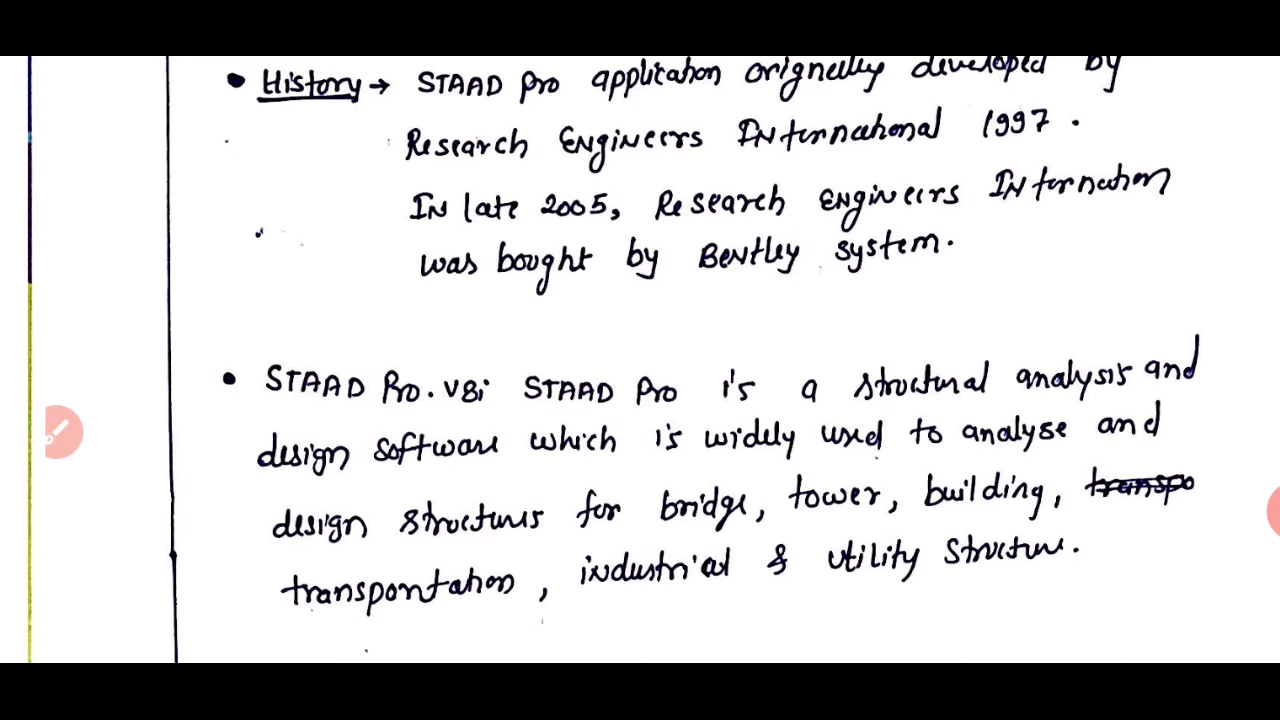 • History → STAAD Pro application orignelly developed by
Research Engineers International 1997.
In late 2005, Research Engineers Internation
was bought by Bentley system.
• STAAD Pro.V8i STAAD Pro is a structural analysis and
design software which is widely used to analyse and
design structures for bridge, tower, building, transpo
transportation, industrial & utility structure.